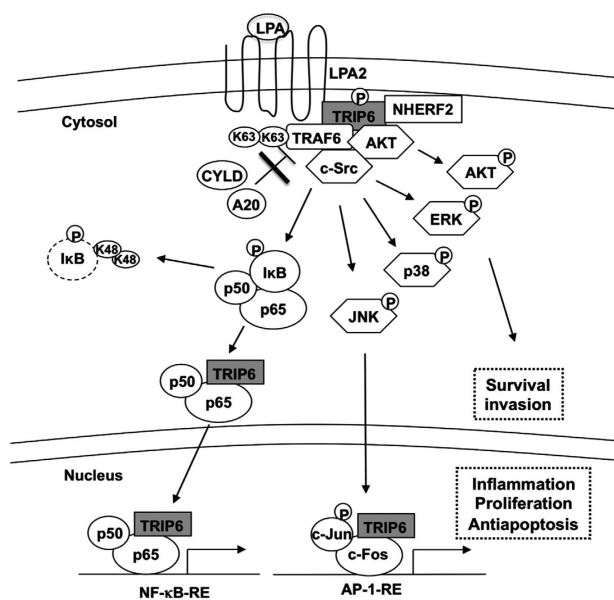 LPA
LPA2
Cytosol
P
TRIP6
NHERF2
K63
K63
TRAF6
AKT
c-Src
CYLD
A20
AKT
P
ERK
P
p38
P
JNK
P
P
IκB
p50
p65
P
IκB
K48
K48
p50
TRIP6
p65
Survival
invasion
Nucleus
Inflammation
Proliferation
Antiapoptosis
p50
TRIP6
p65
NF-κB-RE
P
c-Jun
TRIP6
c-Fos
AP-1-RE